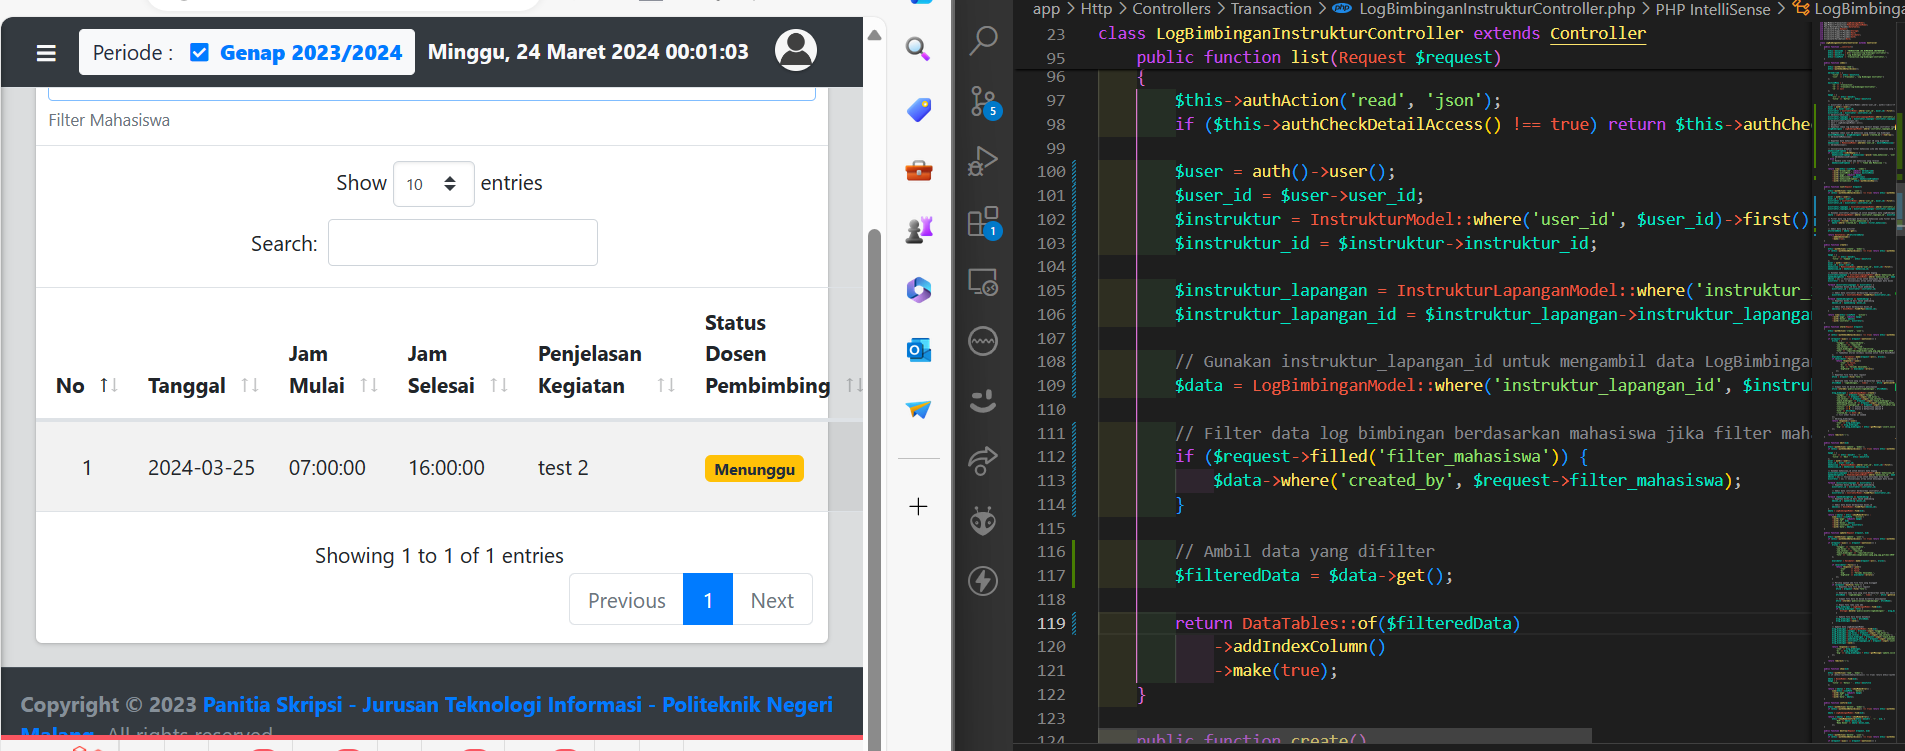 Periode : Genap 2023/2024 Minggu, 24 Maret 2024 00:01:03
Filter Mahasiswa
Show 10 entries
Search:
No Tanggal Jam Mulai Jam Selesai Penjelasan Kegiatan Status Dosen Pembimbing
1 2024-03-25 07:00:00 16:00:00 test 2 Menunggu
Showing 1 to 1 of 1 entries
Previous 1 Next
Copyright © 2023 Panitia Skripsi - Jurusan Teknologi Informasi - Politeknik Negeri
Malang. All rights reserved.
5
1
app > Http > Controllers > Transaction > php LogBimbinganInstrukturController.php > PHP IntelliSense > LogBimbinga
23 class LogBimbinganInstrukturController extends Controller
95 public function list(Request $request)
96 {
97 $this->authAction('read', 'json');
98 if ($this->authCheckDetailAccess() !== true) return $this->authChe
99
100 $user = auth()->user();
101 $user_id = $user->user_id;
102 $instruktur = InstrukturModel::where('user_id', $user_id)->first()
103 $instruktur_id = $instruktur->instruktur_id;
104
105 $instruktur_lapangan = InstrukturLapanganModel::where('instruktur_
106 $instruktur_lapangan_id = $instruktur_lapangan->instruktur_lapangan
107
108 // Gunakan instruktur_lapangan_id untuk mengambil data LogBimbingan
109 $data = LogBimbinganModel::where('instruktur_lapangan_id', $instru
110
111 // Filter data log bimbingan berdasarkan mahasiswa jika filter mah
112 if ($request->filled('filter_mahasiswa')) {
113 $data->where('created_by', $request->filter_mahasiswa);
114 }
115
116 // Ambil data yang difilter
117 $filteredData = $data->get();
118
119 return DataTables::of($filteredData)
120 ->addIndexColumn()
121 ->make(true);
122 }
123
124 public function create()